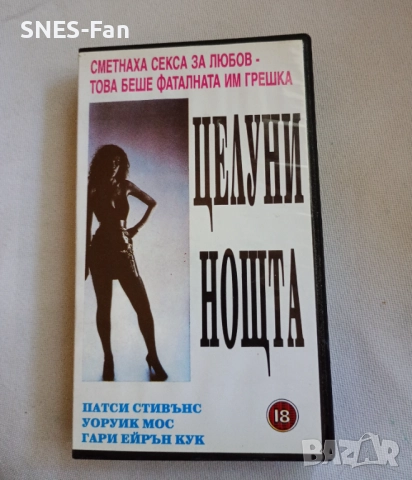 SNES-Fan
СМЕТНАХА СЕКСА ЗА ЛЮБОВ -
ТОВА БЕШЕ ФАТАЛНАТА ИМ ГРЕШКА
ЦЕЛУНИ
НОЩТА
ПАТСИ СТИВЪНС
УОРУИК МОС
ГАРИ ЕЙРЪН КУК
18
bazar